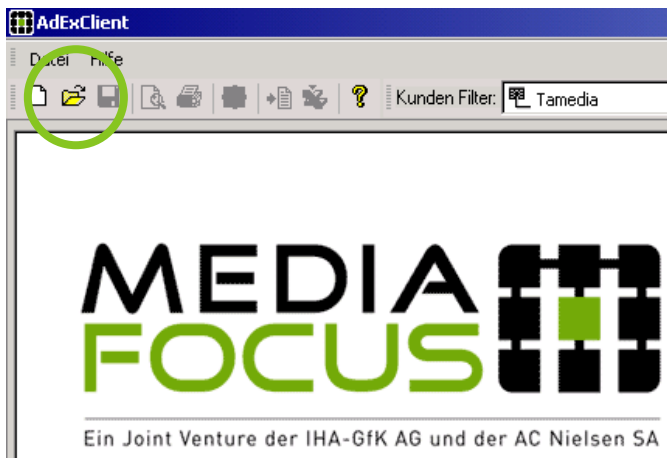 AdExClient
Datei Hilfe
Kunden Filter: Tamedia
MEDIA
FOCUS
Ein Joint Venture der IHA-GfK AG und der AC Nielsen SA